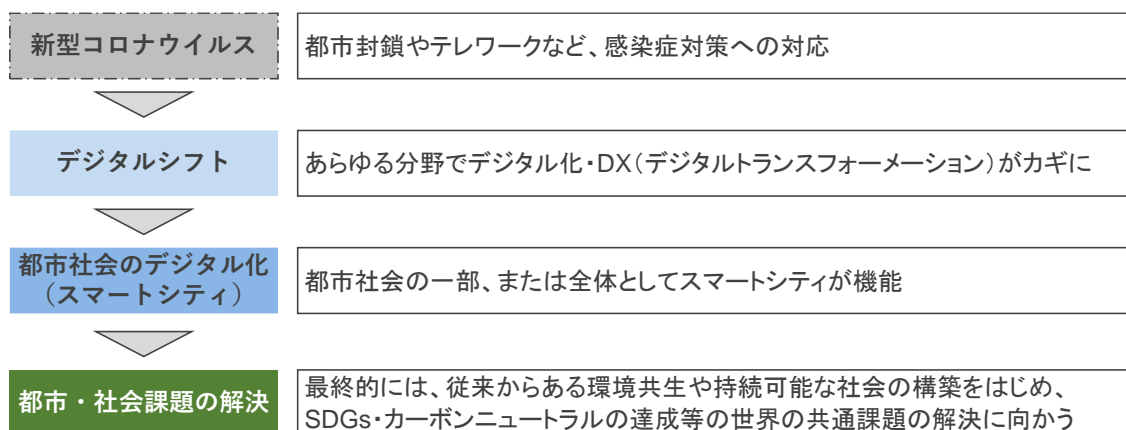 新型コロナウイルス
都市封鎖やテレワークなど、感染症対策への対応
デジタルシフト
あらゆる分野でデジタル化・DX（デジタルトランスフォーメーション）がカギに
都市社会のデジタル化
（スマートシティ）
都市社会の一部、または全体としてスマートシティが機能
都市・社会課題の解決
最終的には、従来からある環境共生や持続可能な社会の構築をはじめ、
SDGs・カーボンニュートラルの達成等の世界の共通課題の解決に向かう